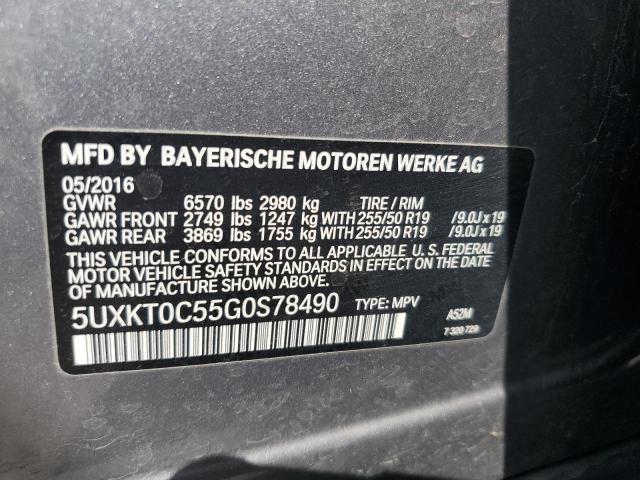 MFD BY BAYERISCHE MOTOREN WERKE AG
05/2016
GVWR 6570 lbs 2980 kg TIRE / RIM
GAWR FRONT 2749 lbs 1247 kg WITH 255/50 R19 /9.0J x 19
GAWR REAR 3869 lbs 1755 kg WITH 255/50 R19 /9.0J x 19
THIS VEHICLE CONFORMS TO ALL APPLICABLE U. S. FEDERAL
MOTOR VEHICLE SAFETY STANDARDS IN EFFECT ON THE DATE
OF MANUFACTURE SHOWN ABOVE.
5UXKT0C55G0S78490 TYPE: MPV A52M
7 320 729